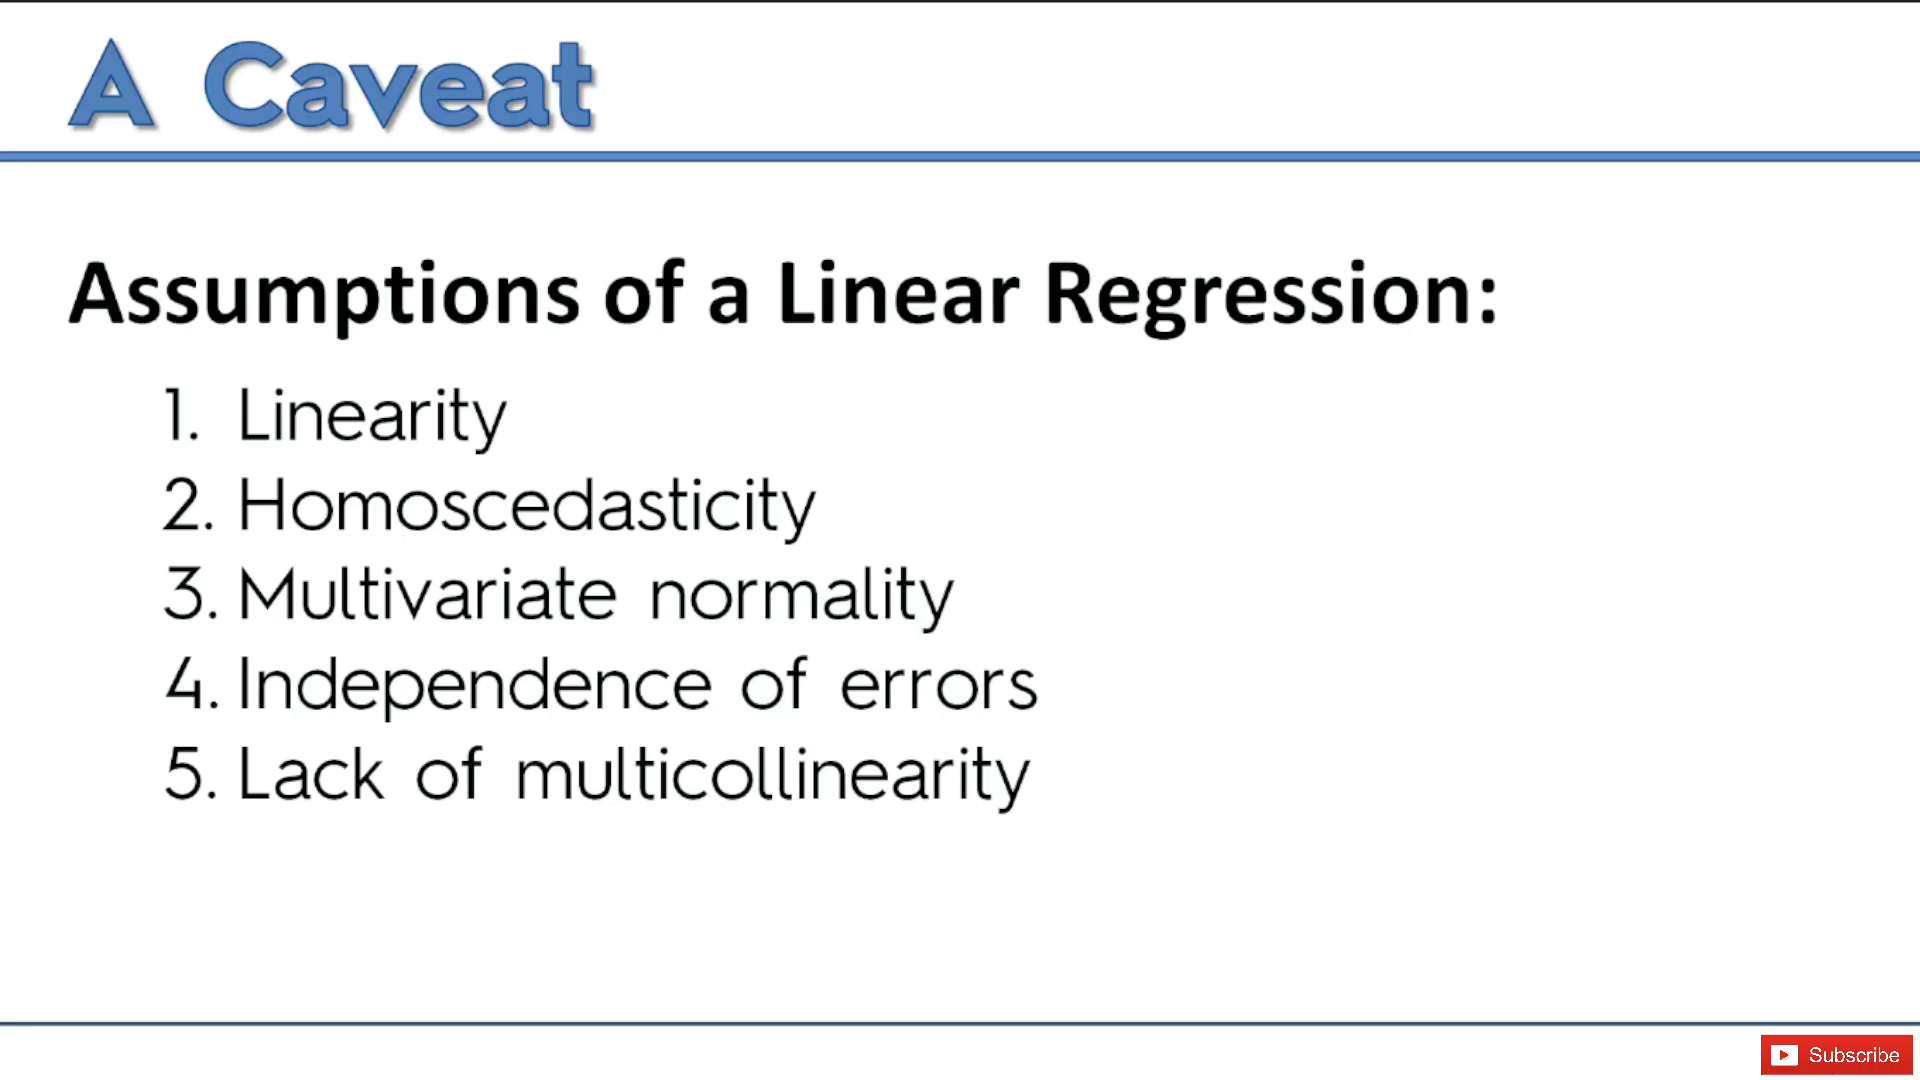 A Caveat
Assumptions of a Linear Regression:
1. Linearity
2. Homoscedasticity
3. Multivariate normality
4. Independence of errors
5. Lack of multicollinearity
Subscribe